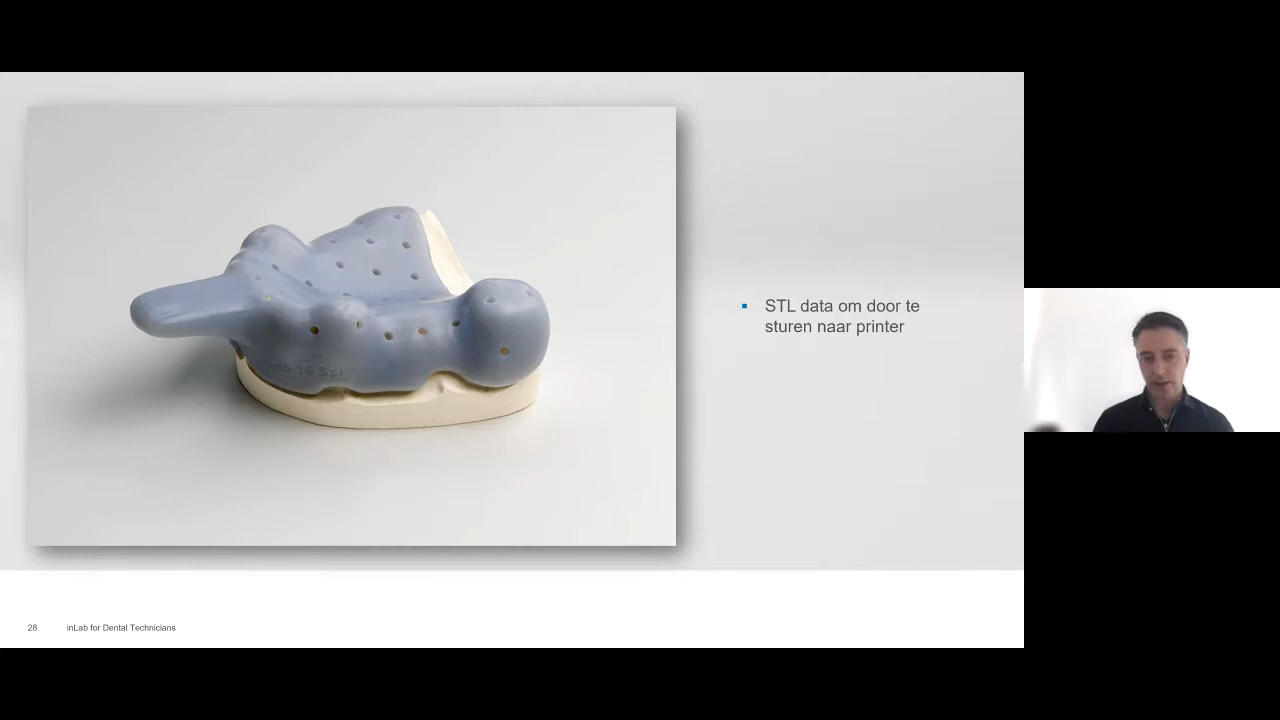 STL data om door te
sturen naar printer
28
inLab for Dental Technicians